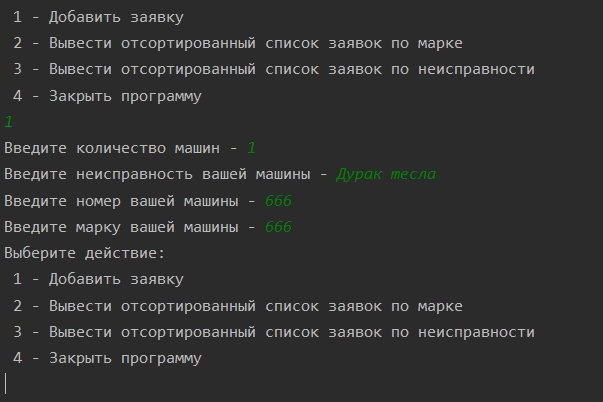 1 - Добавить заявку
2 - Вывести отсортированный список заявок по марке
3 - Вывести отсортированный список заявок по неисправности
4 - Закрыть программу
1
Введите количество машин - 1
Введите неисправность вашей машины - Дурак тесла
Введите номер вашей машины - 666
Введите марку вашей машины - 666
Выберите действие:
1 - Добавить заявку
2 - Вывести отсортированный список заявок по марке
3 - Вывести отсортированный список заявок по неисправности
4 - Закрыть программу